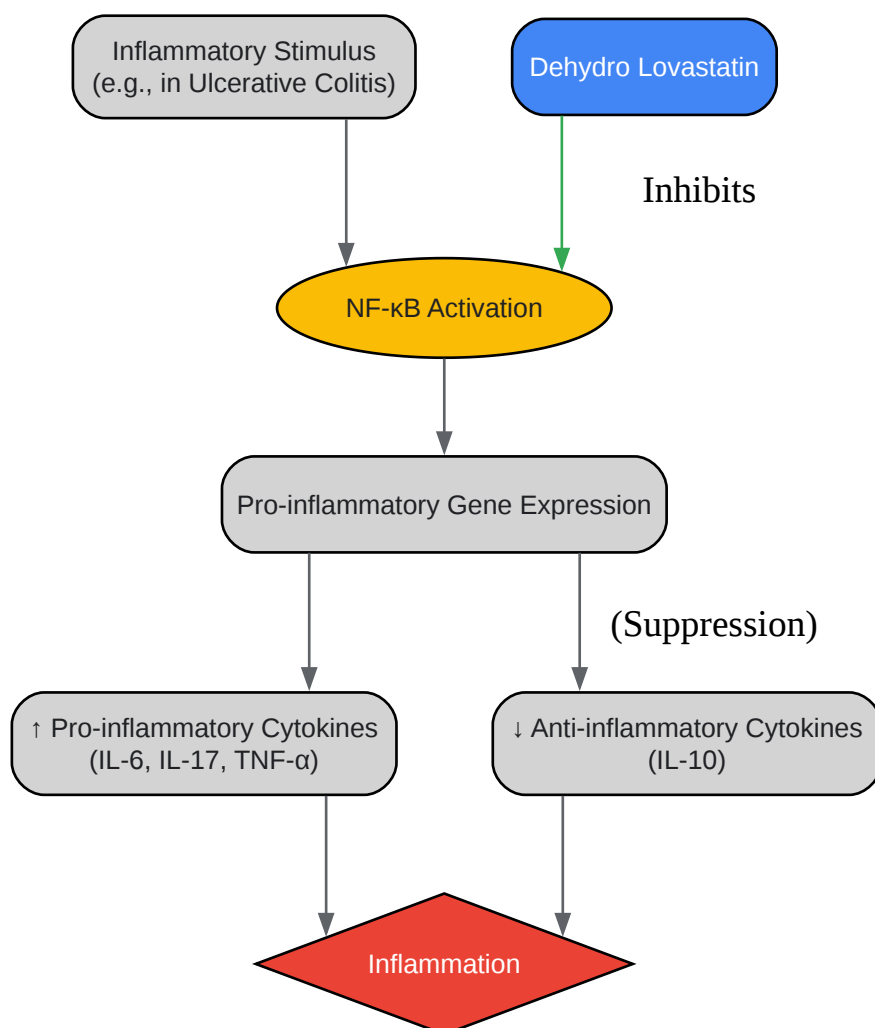 Inflammatory Stimulus
(e.g., in Ulcerative Colitis)
Dehydro Lovastatin
Inhibits
NF-κB Activation
Pro-inflammatory Gene Expression
(Suppression)
↑ Pro-inflammatory Cytokines
(IL-6, IL-17, TNF-α)
↓ Anti-inflammatory Cytokines
(IL-10)
Inflammation